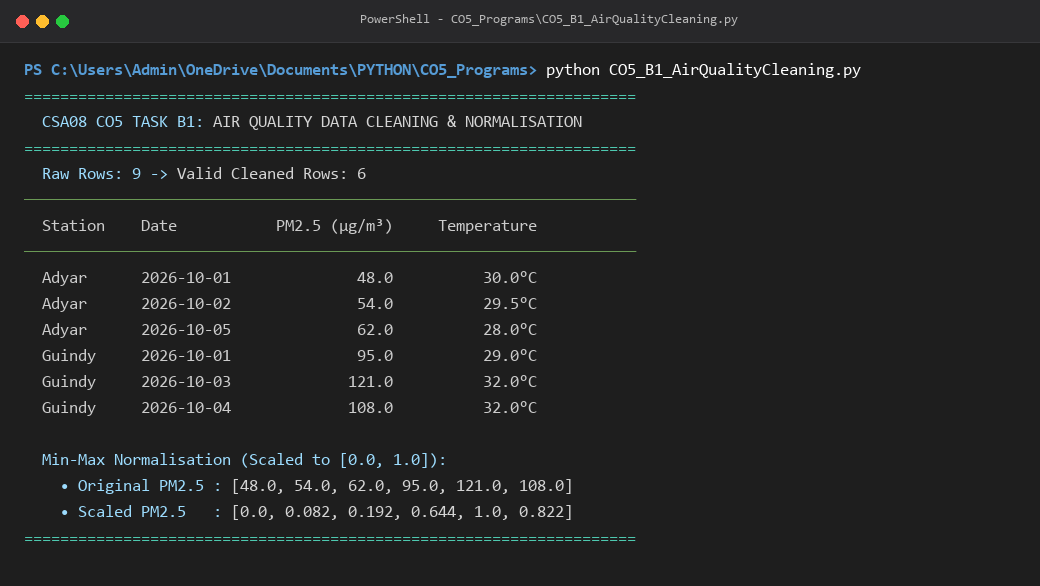 PowerShell - CO5_Programs\CO5_B1_AirQualityCleaning.py
PS C:\Users\Admin\OneDrive\Documents\PYTHON\CO5_Programs> python CO5_B1_AirQualityCleaning.py
====================================================================
CSA08 CO5 TASK B1: AIR QUALITY DATA CLEANING & NORMALISATION
====================================================================
Raw Rows: 9 -> Valid Cleaned Rows: 6
────────────────────────────────────────────────────────────────────
Station    Date           PM2.5 (µg/m³)     Temperature
────────────────────────────────────────────────────────────────────
Adyar      2026-10-01              48.0          30.0°C
Adyar      2026-10-02              54.0          29.5°C
Adyar      2026-10-05              62.0          28.0°C
Guindy     2026-10-01              95.0          29.0°C
Guindy     2026-10-03             121.0          32.0°C
Guindy     2026-10-04             108.0          32.0°C
Min-Max Normalisation (Scaled to [0.0, 1.0]):
• Original PM2.5 : [48.0, 54.0, 62.0, 95.0, 121.0, 108.0]
• Scaled PM2.5   : [0.0, 0.082, 0.192, 0.644, 1.0, 0.822]
====================================================================